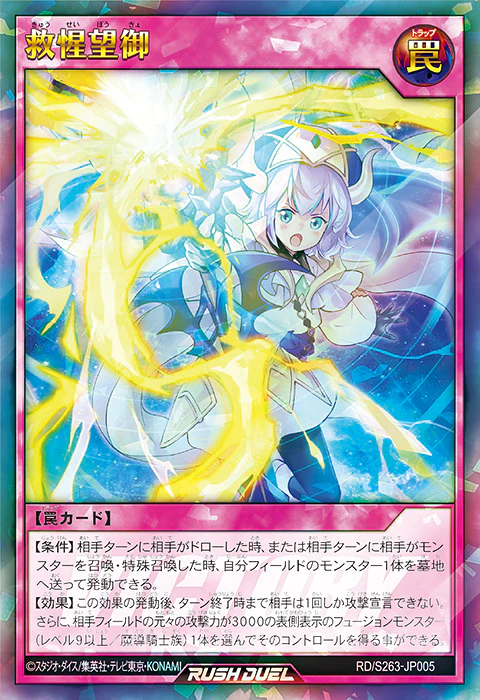 きゅう せい ぼう ぎょ
救惺望御
トラップ
罠
【罠カード】
【条件】相手ターンに相手がドローした時、または相手ターンに相手がモン
スターを召喚・特殊召喚した時、自分フィールドのモンスター1体を墓地
へ送って発動できる。
【効果】この効果の発動後、ターン終了時まで相手は1回しか攻撃宣言できない。
さらに、相手フィールドの元々の攻撃力が3000の表側表示のフュージョンモンスター
(レベル9以上/魔導騎士族)1体を選んでそのコントロールを得る事ができる。
©スタジオ・ダイス/集英社・テレビ東京・KONAMI
RUSH DUEL
RD/S263-JP005